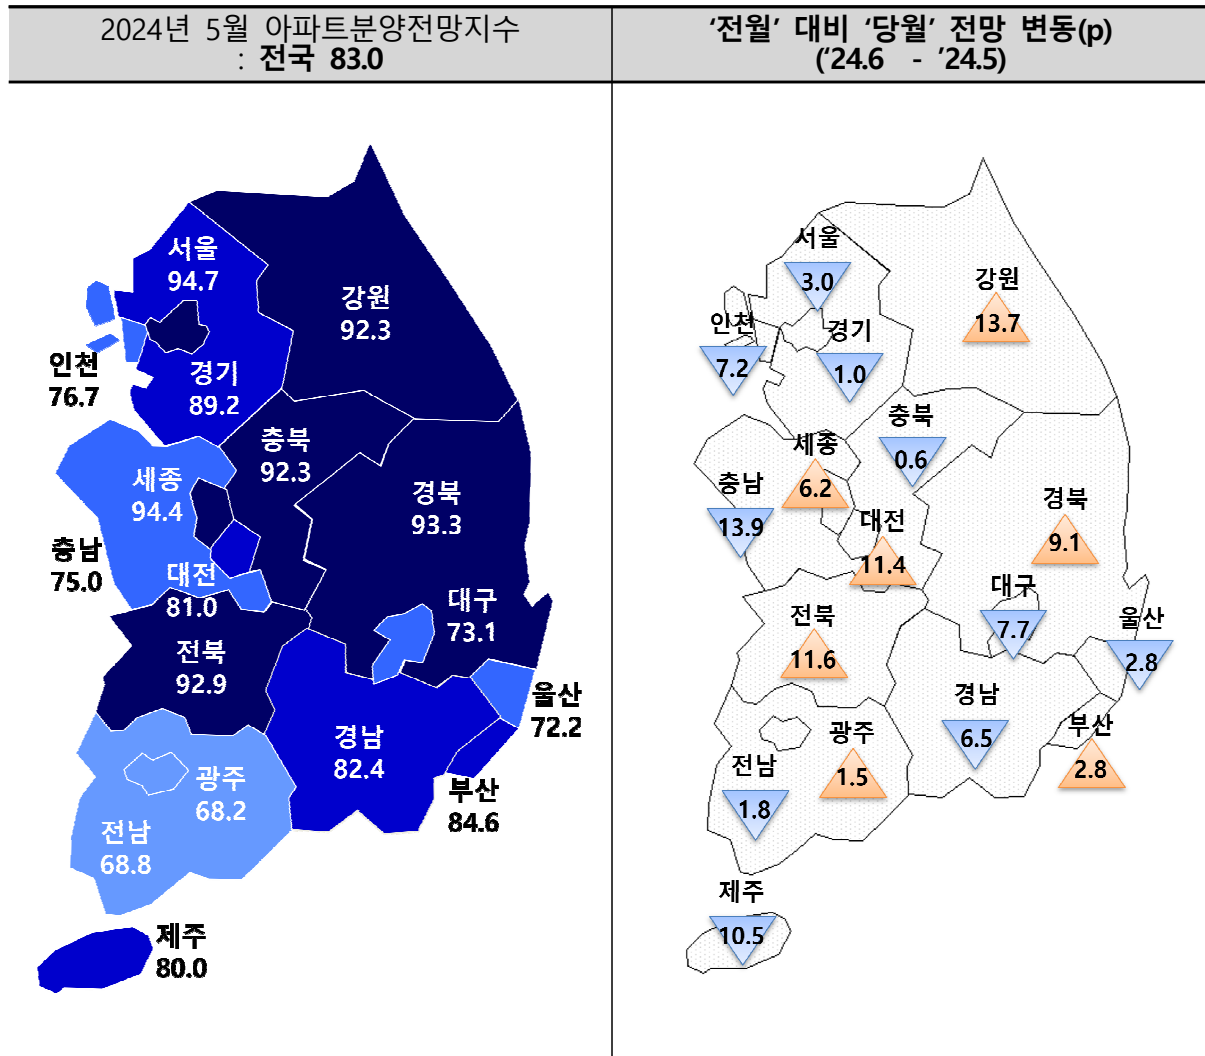 2024년 5월 아파트분양전망지수
: 전국 83.0
‘전월’ 대비 ‘당월’ 전망 변동(p)
(‘24.6 - ’24.5)
서울
94.7
강원
92.3
인천
76.7
경기
89.2
충북
92.3
세종
94.4
경북
93.3
충남
75.0
대전
81.0
대구
73.1
전북
92.9
울산
72.2
경남
82.4
광주
68.2
부산
84.6
전남
68.8
제주
80.0
서울
3.0
강원
13.7
인천
7.2
경기
1.0
충북
0.6
세종
6.2
충남
13.9
경북
9.1
대전
11.4
대구
7.7
전북
11.6
울산
2.8
경남
6.5
부산
2.8
광주
1.5
전남
1.8
제주
10.5